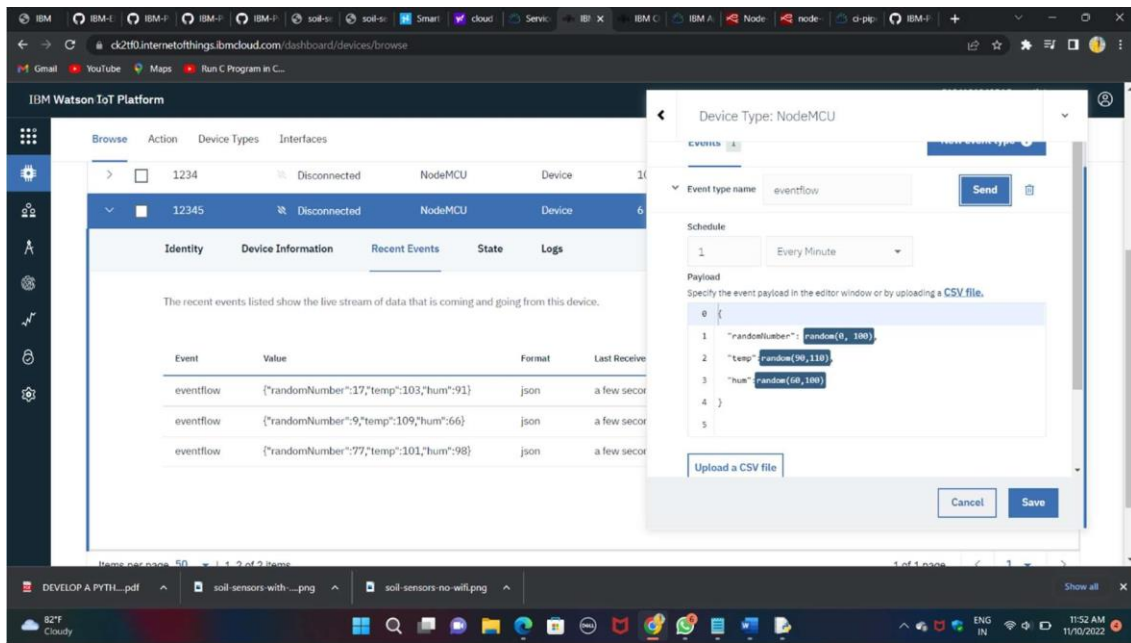 IBM
IBM-E
IBM-P
IBM-P
IBM-P
soil-se
soil-se
Smart
cloud
Servic
IBM
IBM C
IBM A
Node-
node-
ci-pip
IBM-P
ck2tf0.internetofthings.ibmcloud.com/dashboard/devices/browse
Gmail YouTube Maps Run C Program in C...
IBM Watson IoT Platform
Browse Action Device Types Interfaces
1234 Disconnected NodeMCU Device
12345 Disconnected NodeMCU Device 6
Identity Device Information Recent Events State Logs
The recent events listed show the live stream of data that is coming and going from this device.
Event Value Format Last Receive
eventflow {"randomNumber":17,"temp":103,"hum":91} json a few secon
eventflow {"randomNumber":9,"temp":109,"hum":66} json a few secon
eventflow {"randomNumber":77,"temp":101,"hum":98} json a few secon
Items per page 50 1-2 of 2 items
1 of 1 page 1
Device Type: NodeMCU
Events 1 New event type
Event type name eventflow Send
Schedule
1 Every Minute
Payload
Specify the event payload in the editor window or by uploading a CSV file.
0 {
1 "randomNumber": random(0, 100),
2 "temp":random(90,110),
3 "hum":random(60,100)
4 }
5
Upload a CSV file
Cancel Save
DEVELOP A PYTH....pdf soil-sensors-with-....png soil-sensors-no-wifi.png Show all
82°F
Cloudy
ENG
IN
11:52 AM
11/10/2022